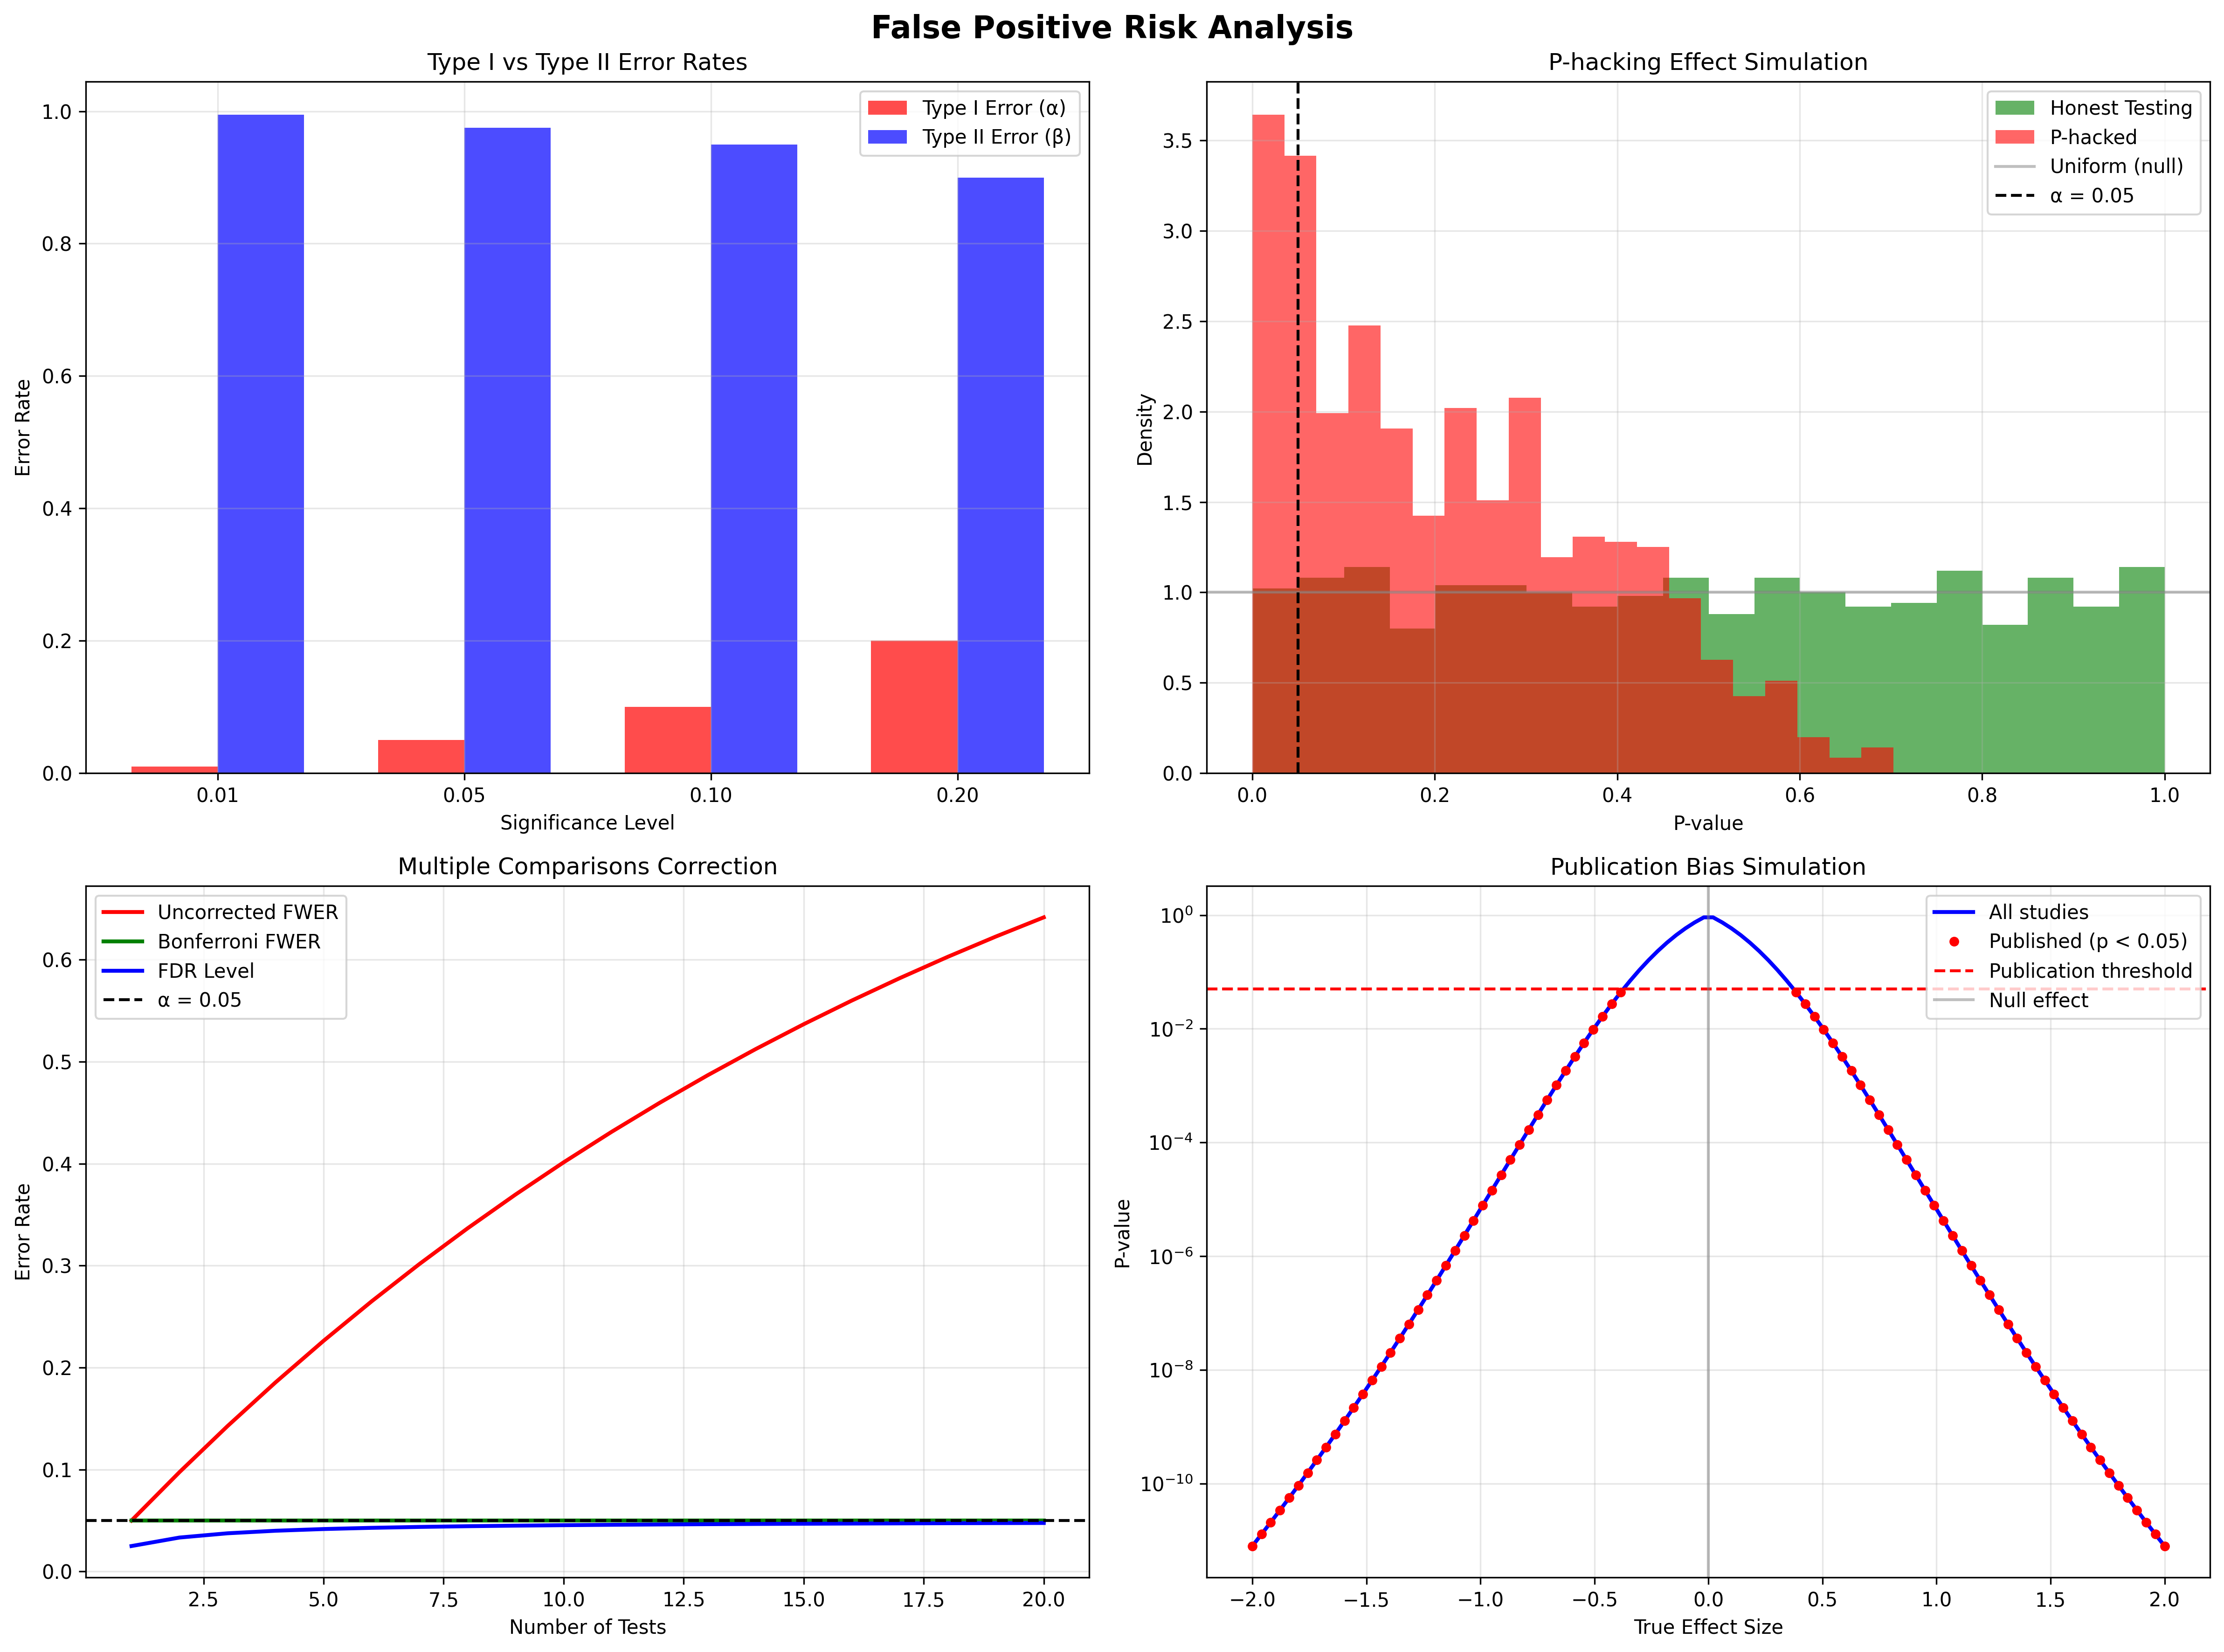 False Positive Risk Analysis
Type I vs Type II Error Rates
Type I Error (α)
Type II Error (β)
Error Rate
1.0
0.8
0.6
0.4
0.2
0.0
0.01 0.05 0.10 0.20
Significance Level
P-hacking Effect Simulation
Honest Testing
P-hacked
Uniform (null)
α = 0.05
Density
3.5
3.0
2.5
2.0
1.5
1.0
0.5
0.0
0.0 0.2 0.4 0.6 0.8 1.0
P-value
Multiple Comparisons Correction
Uncorrected FWER
Bonferroni FWER
FDR Level
α = 0.05
Error Rate
0.6
0.5
0.4
0.3
0.2
0.1
0.0
2.5 5.0 7.5 10.0 12.5 15.0 17.5 20.0
Number of Tests
Publication Bias Simulation
All studies
Published (p < 0.05)
Publication threshold
Null effect
P-value
10⁰
10⁻²
10⁻⁴
10⁻⁶
10⁻⁸
10⁻¹⁰
−2.0 −1.5 −1.0 −0.5 0.0 0.5 1.0 1.5 2.0
True Effect Size